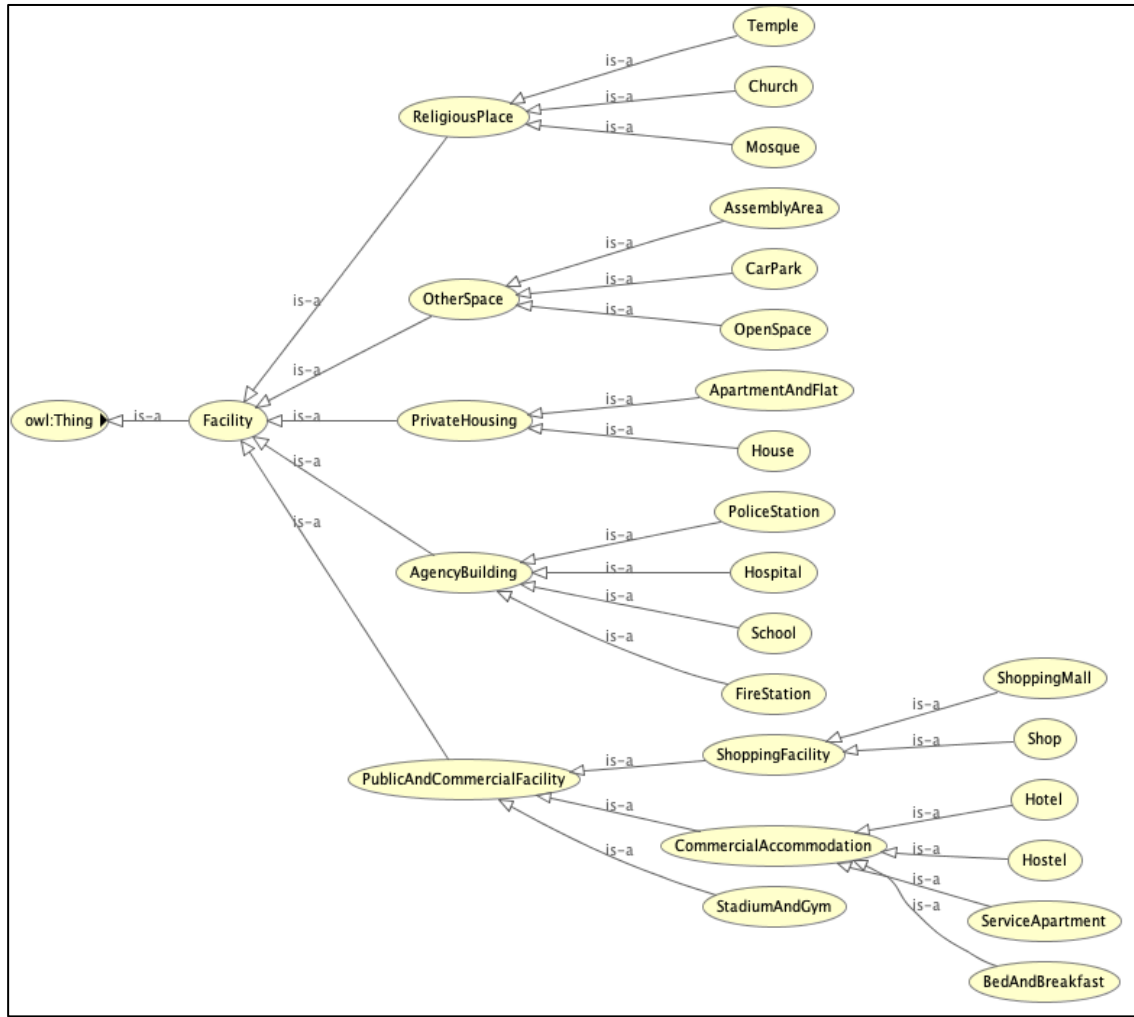 Temple
is-a
Church
is-a
ReligiousPlace
is-a
Mosque
AssemblyArea
is-a
CarPark
is-a
OtherSpace
is-a
is-a
OpenSpace
is-a
ApartmentAndFlat
is-a
owl:Thing
is-a
Facility
is-a
PrivateHousing
is-a
House
is-a
PoliceStation
is-a
is-a
AgencyBuilding
is-a
Hospital
is-a
School
is-a
FireStation
ShoppingMall
is-a
Shop
is-a
ShoppingFacility
is-a
PublicAndCommercialFacility
is-a
Hotel
is-a
CommercialAccommodation
is-a
Hostel
is-a
is-a
StadiumAndGym
is-a
ServiceApartment
BedAndBreakfast